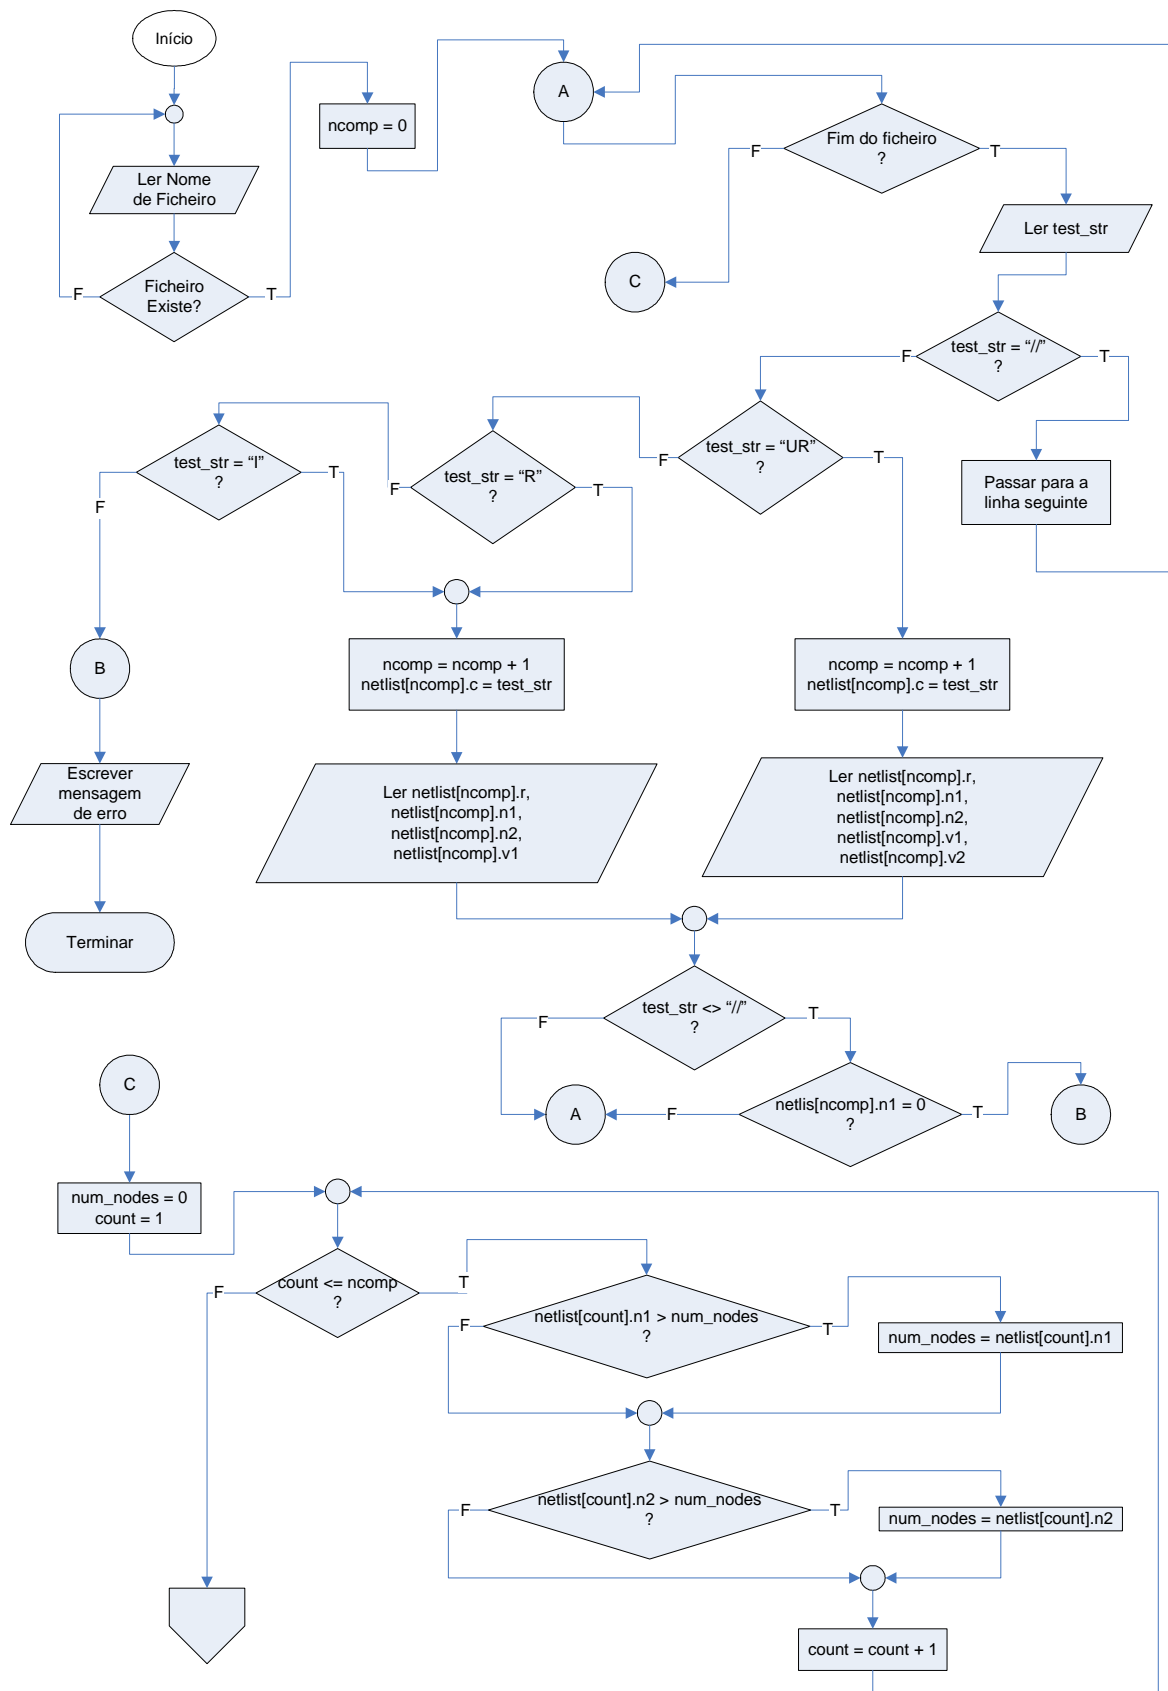 Início
A
ncomp = 0
Fim do ficheiro
?
F
T
Ler Nome
de Ficheiro
Ler test_str
Ficheiro
Existe?
F
T
C
test_str = “//”
?
F
T
test_str = “UR”
?
F
T
test_str = “R”
?
F
T
test_str = “I”
?
F
T
Passar para a
linha seguinte
B
ncomp = ncomp + 1
netlist[ncomp].c = test_str
ncomp = ncomp + 1
netlist[ncomp].c = test_str
Escrever
mensagem
de erro
Ler netlist[ncomp].r,
netlist[ncomp].n1,
netlist[ncomp].n2,
netlist[ncomp].v1
Ler netlist[ncomp].r,
netlist[ncomp].n1,
netlist[ncomp].n2,
netlist[ncomp].v1,
netlist[ncomp].v2
Terminar
test_str <> “//”
?
F
T
C
A
F
netlis[ncomp].n1 = 0
?
T
B
num_nodes = 0
count = 1
count <= ncomp
?
F
T
netlist[count].n1 > num_nodes
?
F
T
num_nodes = netlist[count].n1
netlist[count].n2 > num_nodes
?
F
T
num_nodes = netlist[count].n2
count = count + 1